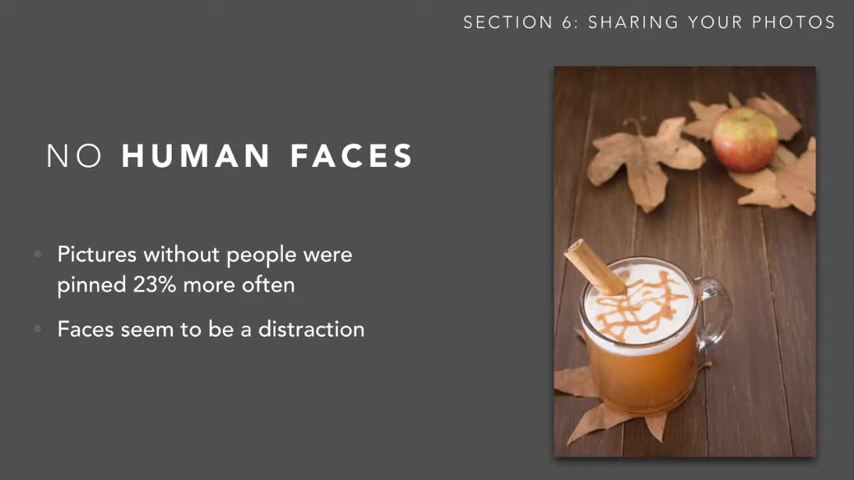 SECTION 6: SHARING YOUR PHOTOS
NO HUMAN FACES
Pictures without people were
pinned 23% more often
Faces seem to be a distraction